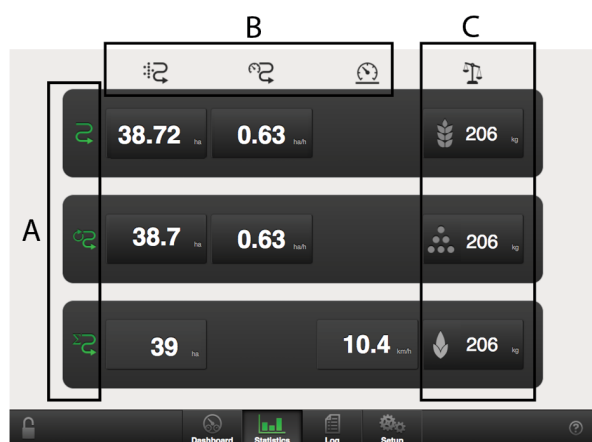 B C
A
38.72 ha 0.63 ha/h 206 kg
38.7 ha 0.63 ha/h 206 kg
39 ha 10.4 km/h 206 kg
Dashboard Statistics Log Setup ?